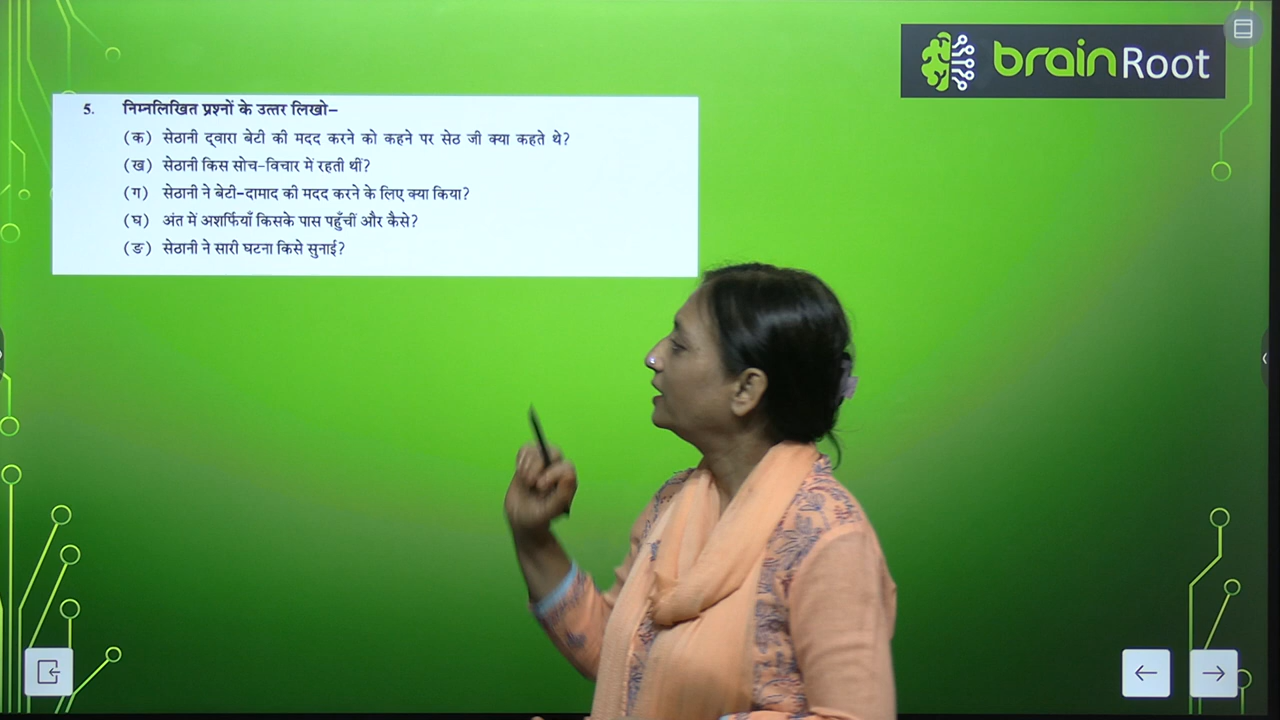 brainRoot
5. निम्नलिखित प्रश्नों के उत्तर लिखो–
(क) सेठानी द्वारा बेटी की मदद करने को कहने पर सेठ जी क्या कहते थे?
(ख) सेठानी किस सोच-विचार में रहती थीं?
(ग) सेठानी ने बेटी-दामाद की मदद करने के लिए क्या किया?
(घ) अंत में अशर्फियाँ किसके पास पहुँचीं और कैसे?
(ङ) सेठानी ने सारी घटना किसे सुनाई?